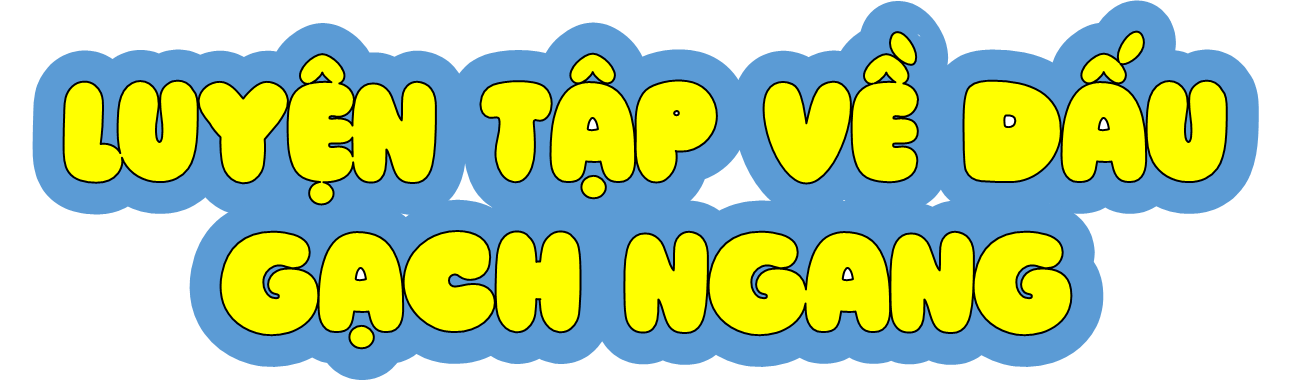 LUYỆN TẬP VỀ DẤU
GẠCH NGANG